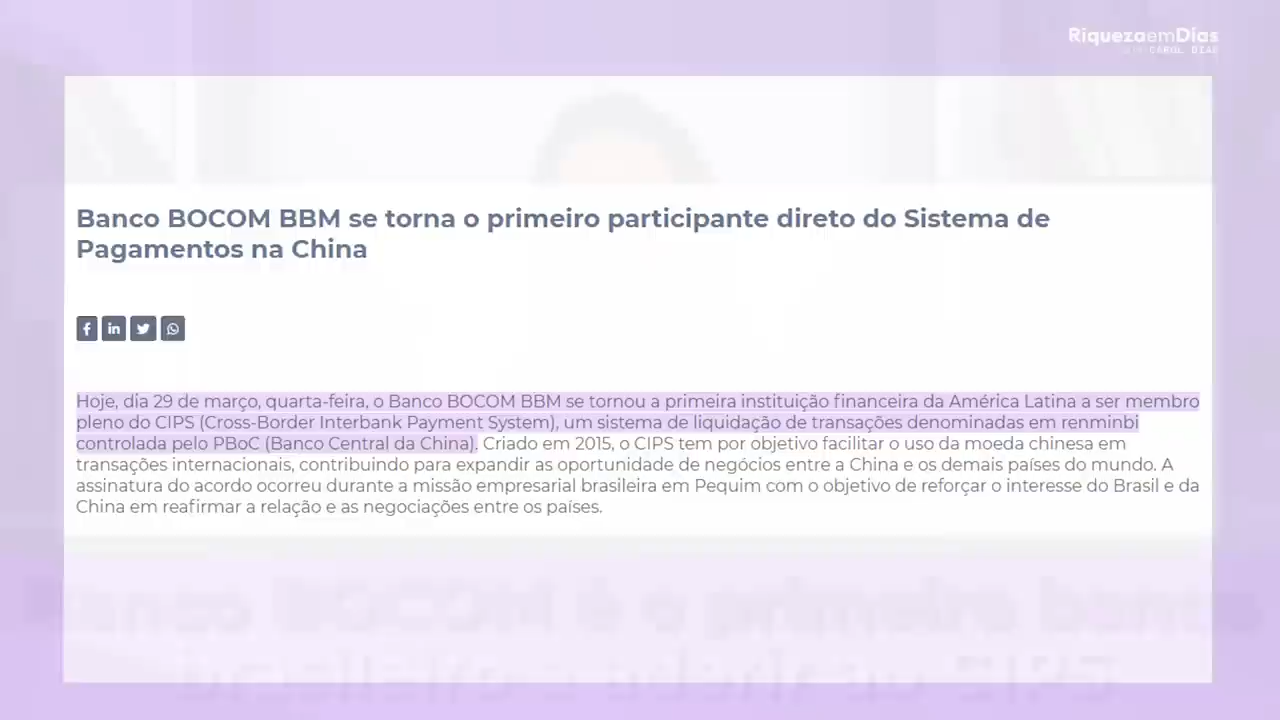 RiquezaemDias
CAROL DIAS
Banco BOCOM BBM se torna o primeiro participante direto do Sistema de
Pagamentos na China
Hoje, dia 29 de março, quarta-feira, o Banco BOCOM BBM se tornou a primeira instituição financeira da América Latina a ser membro
pleno do CIPS (Cross-Border Interbank Payment System), um sistema de liquidação de transações denominadas em renminbi
controlada pelo PBoC (Banco Central da China). Criado em 2015, o CIPS tem por objetivo facilitar o uso da moeda chinesa em
transações internacionais, contribuindo para expandir as oportunidade de negócios entre a China e os demais países do mundo. A
assinatura do acordo ocorreu durante a missão empresarial brasileira em Pequim com o objetivo de reforçar o interesse do Brasil e da
China em reafirmar a relação e as negociações entre os países.
Banco BOCOM é o primeiro banco